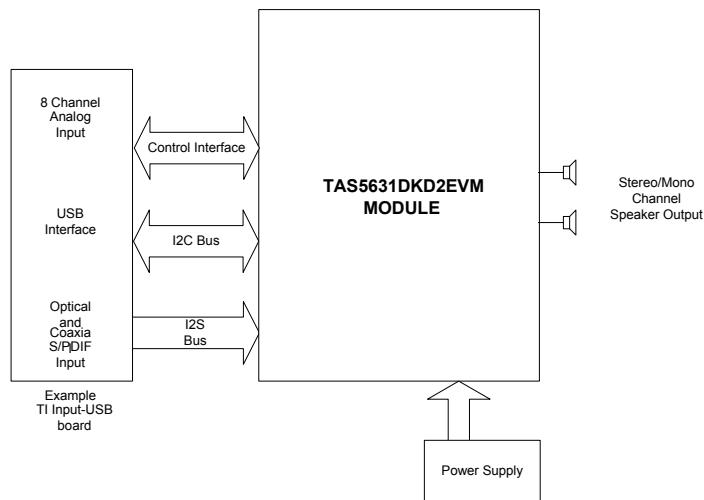 8 Channel
Analog
Input
Control Interface
TAS5631DKD2EVM
MODULE
Stereo/Mono
Channel
Speaker Output
USB
Interface
I2C Bus
Optical
and
Coaxial
S/PDIF
Input
I2S
Bus
Example
TI Input-USB
board
Power Supply